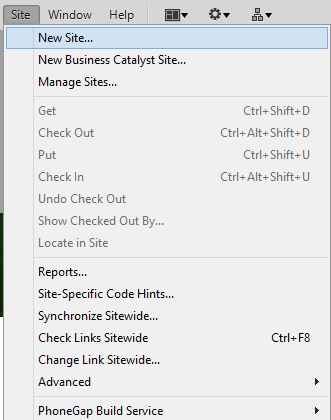 Site Window Help
New Site...
New Business Catalyst Site...
Manage Sites...
Get Ctrl+Shift+D
Check Out Ctrl+Alt+Shift+D
Put Ctrl+Shift+U
Check In Ctrl+Alt+Shift+U
Undo Check Out
Show Checked Out By...
Locate in Site
Reports...
Site-Specific Code Hints...
Synchronize Sitewide...
Check Links Sitewide Ctrl+F8
Change Link Sitewide...
Advanced
PhoneGap Build Service